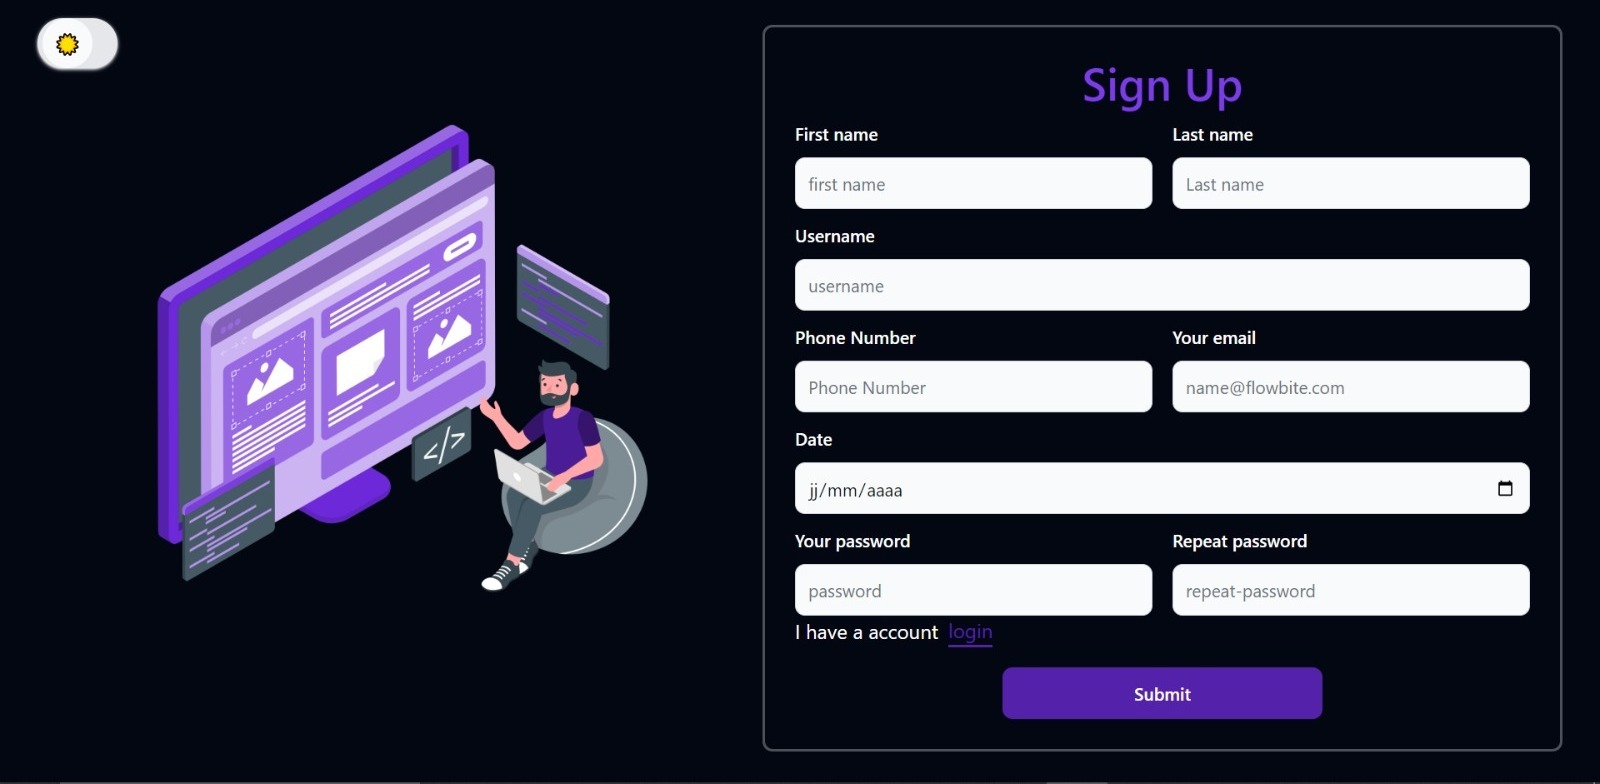 Sign Up
First name Last name
first name Last name
Username
username
Phone Number Your email
Phone Number name@flowbite.com
Date
jj/mm/aaaa
Your password Repeat password
password repeat-password
I have a account login
Submit
</>